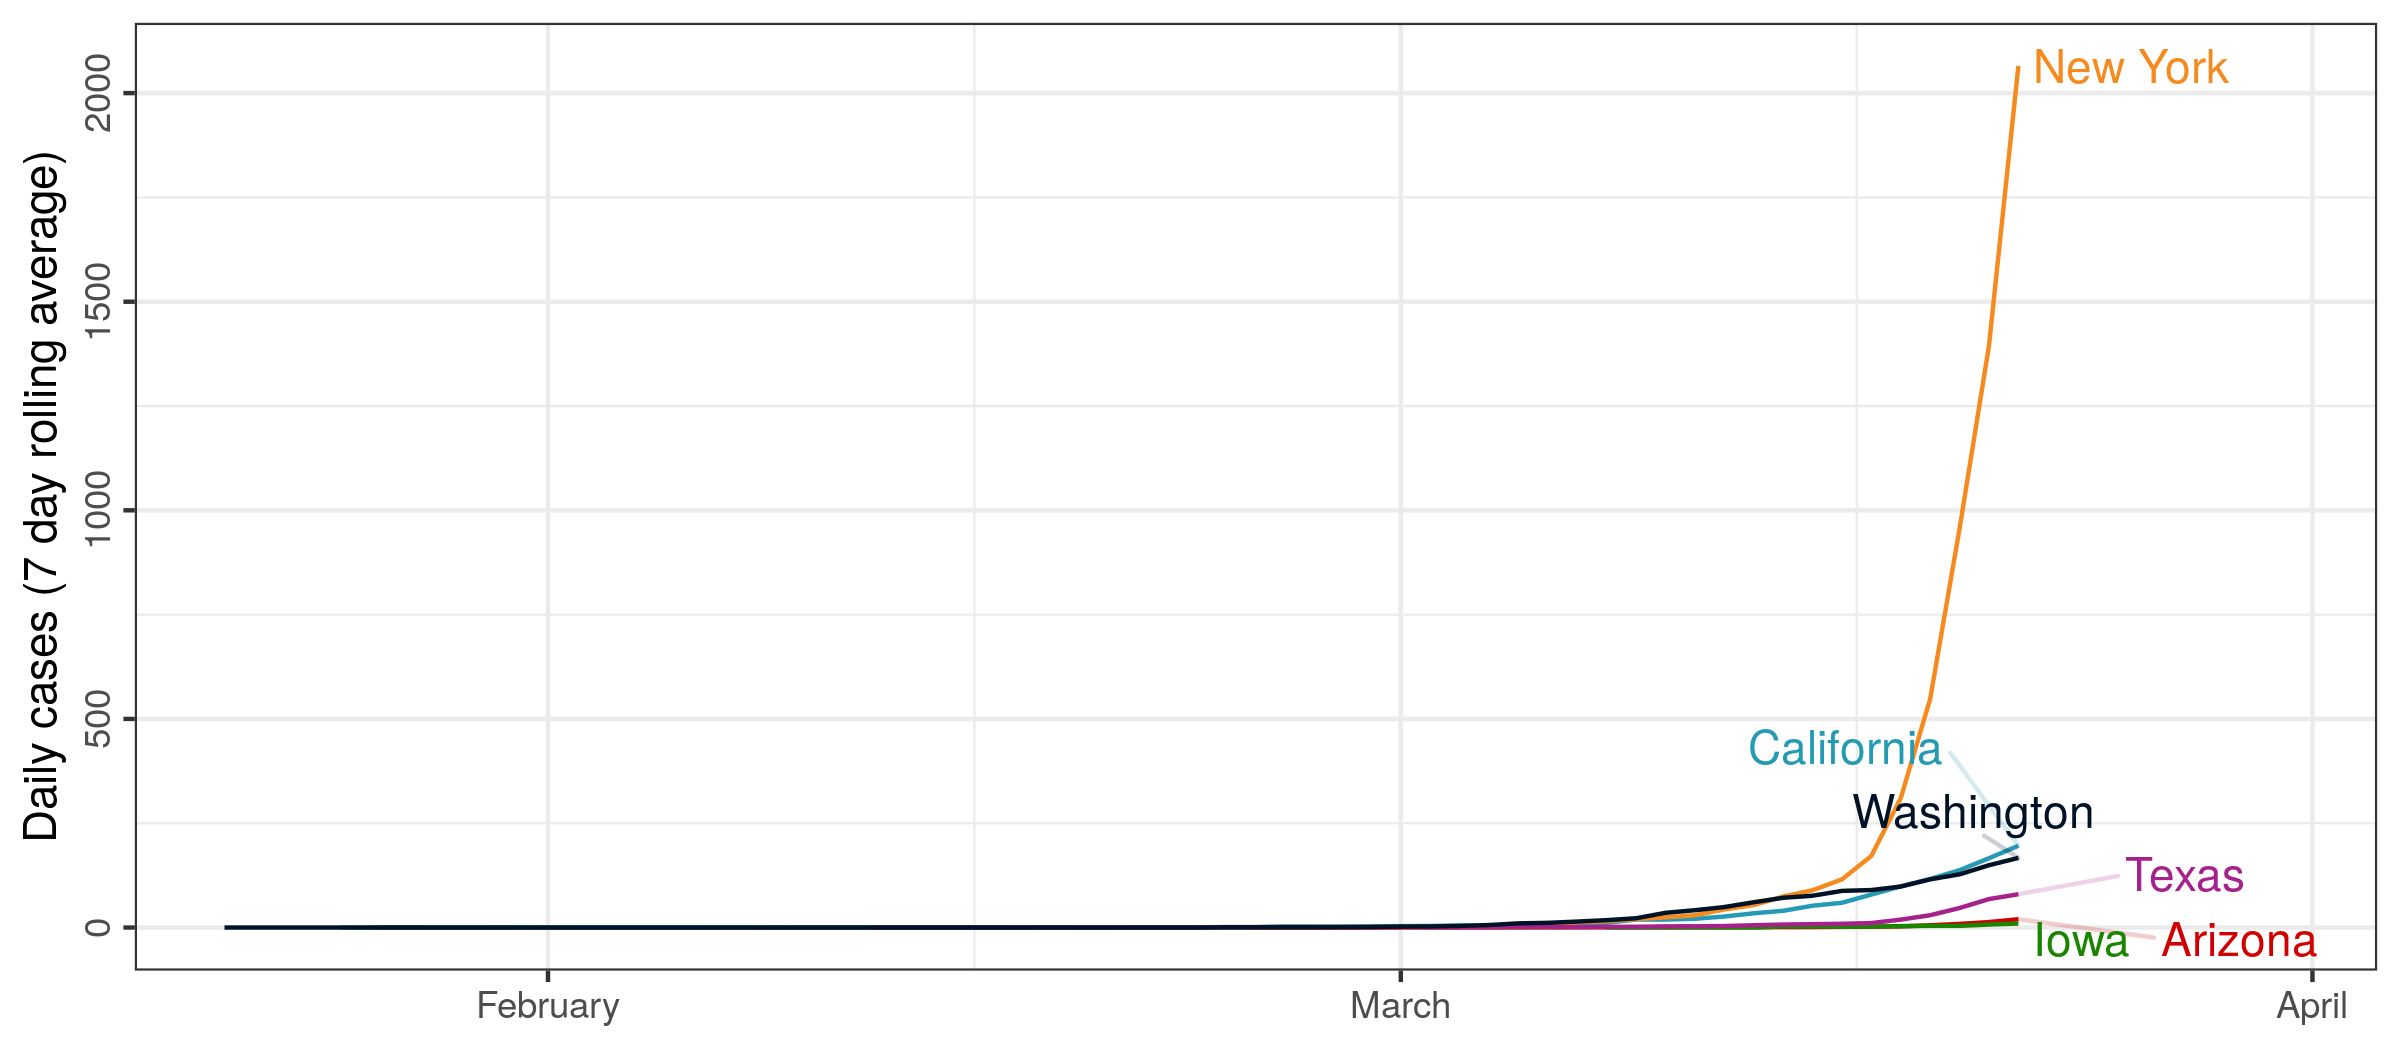 Daily cases (7 day rolling average)
2000
1500
1000
500
0
New York
California
Washington
Texas
Iowa
Arizona
February
March
April